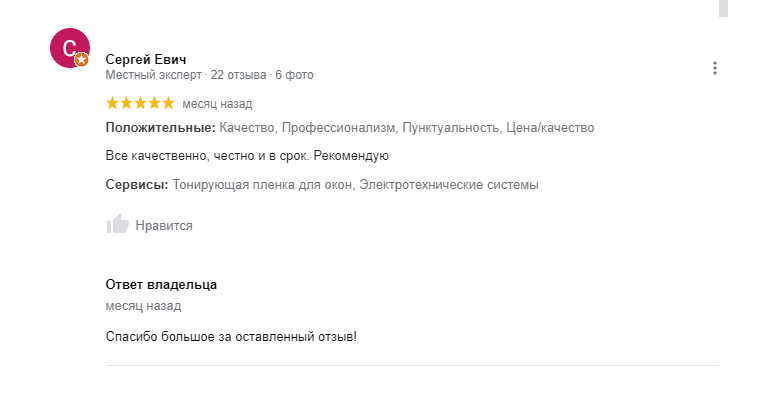 С
Сергей Евич
Местный эксперт · 22 отзыва · 6 фото
месяц назад
Положительные: Качество, Профессионализм, Пунктуальность, Цена/качество
Все качественно, честно и в срок. Рекомендую
Сервисы: Тонирующая пленка для окон, Электротехнические системы
Нравится
Ответ владельца
месяц назад
Спасибо большое за оставленный отзыв!